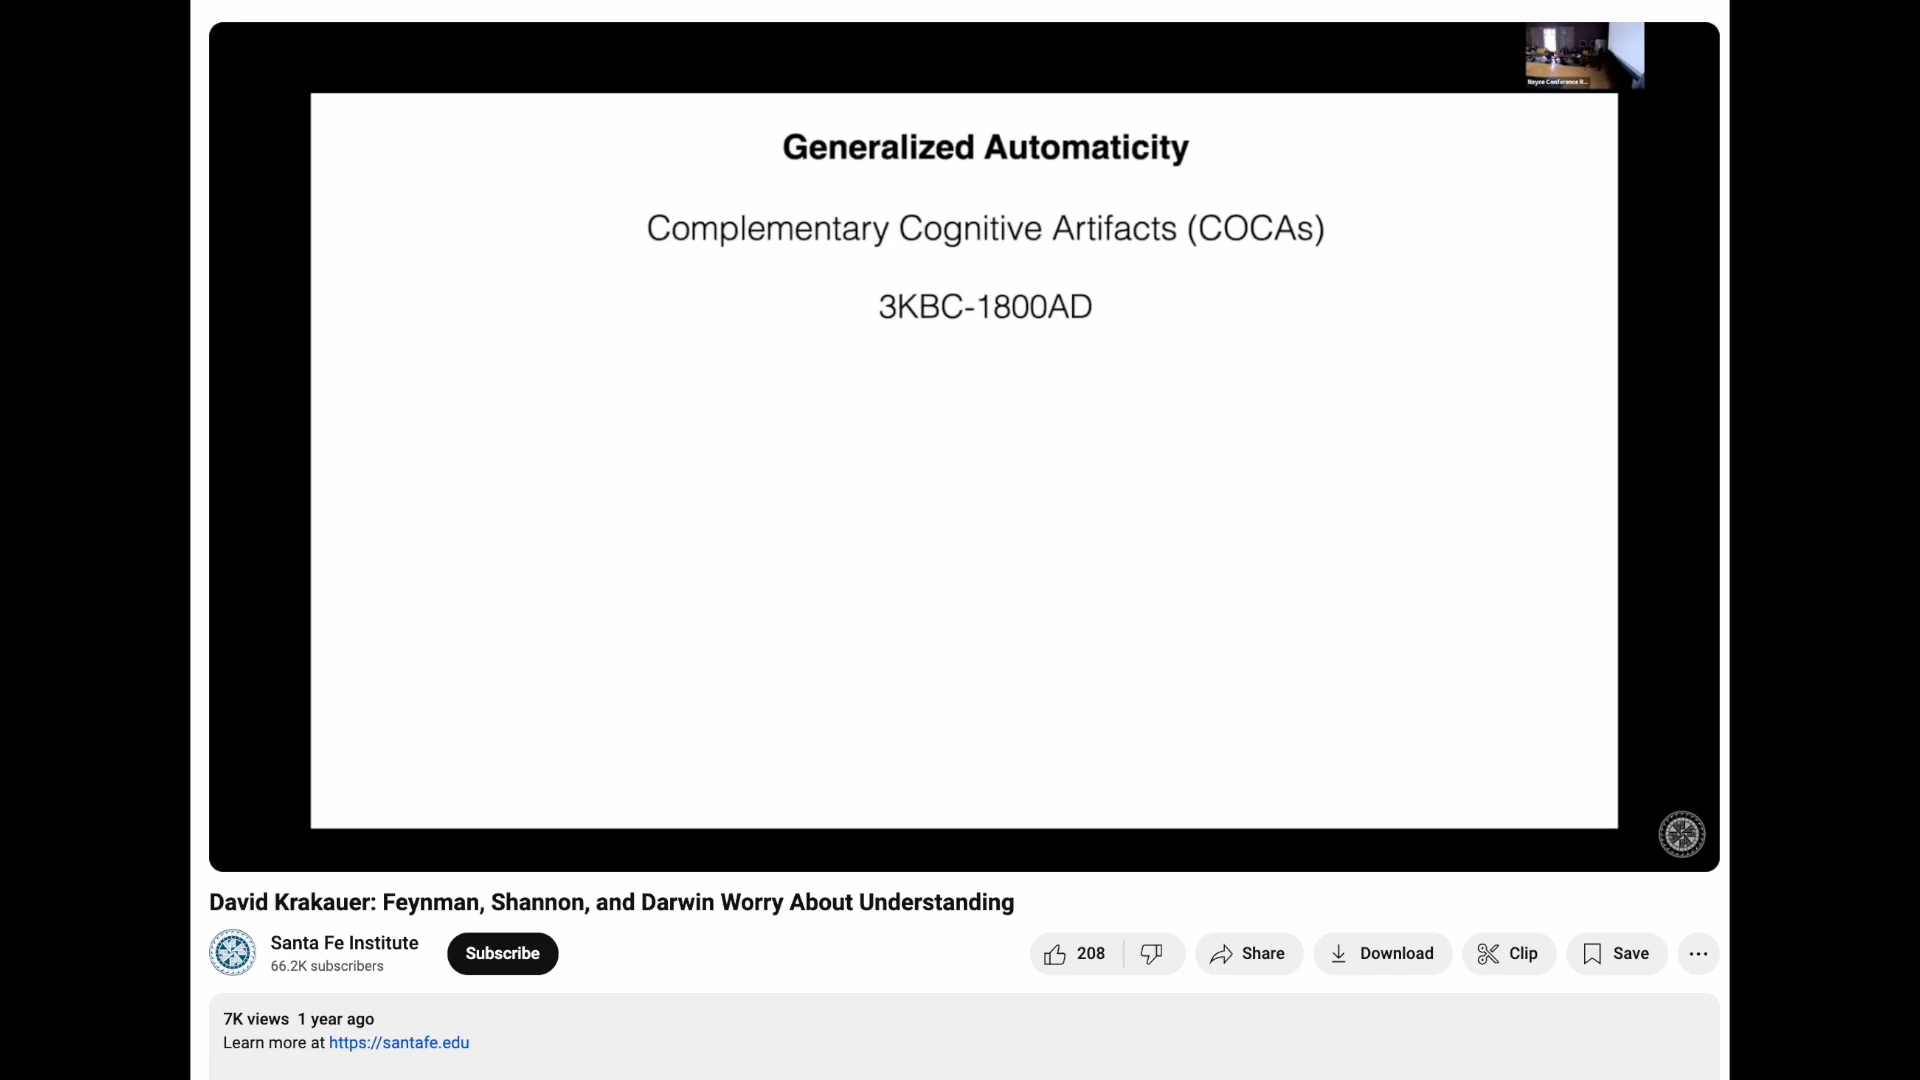 Noyce Conference R...
Generalized Automaticity
Complementary Cognitive Artifacts (COCAs)
3KBC-1800AD
David Krakauer: Feynman, Shannon, and Darwin Worry About Understanding
Santa Fe Institute
66.2K subscribers
Subscribe
208
Share
Download
Clip
Save
7K views 1 year ago
Learn more at https://santafe.edu